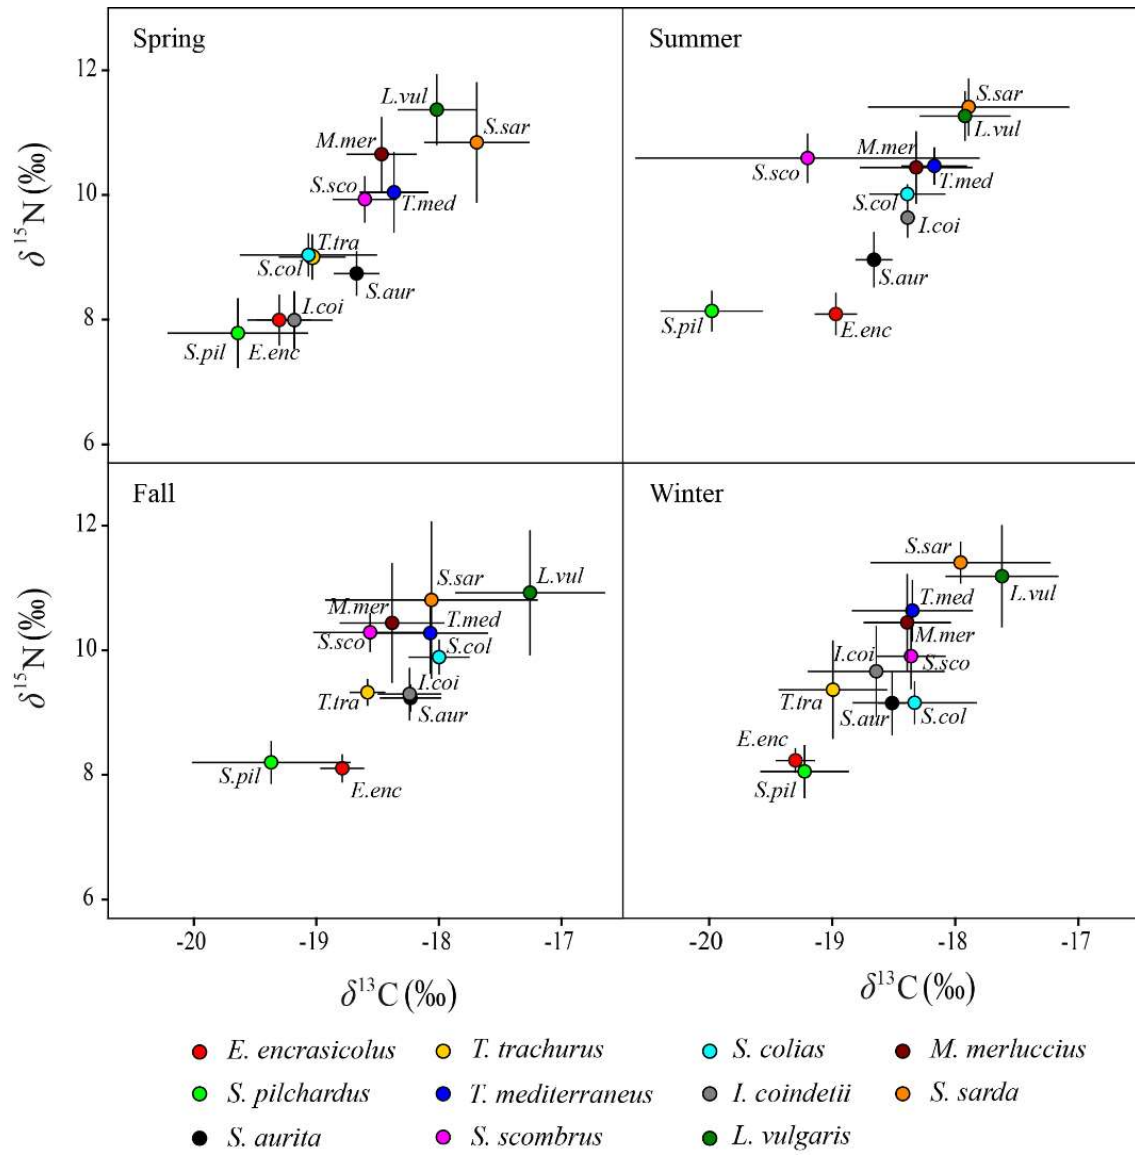 Spring
Summer
12
10
8
6
δ 15N (‰)
L.vul
S.sar
M.mer
S.sco
T.med
T.tra
S.col
S.aur
I.coi
S.pil
E.enc
S.sar
L.vul
M.mer
S.sco
T.med
S.col
I.coi
S.aur
S.pil
E.enc
Fall
Winter
12
10
8
6
δ 15N (‰)
L.vul
S.sar
M.mer
T.med
S.sco
S.col
I.coi
T.tra
S.aur
S.pil
E.enc
S.sar
L.vul
T.med
M.mer
I.coi
S.sco
T.tra
S.aur
S.col
E.enc
S.pil
-20 -19 -18 -17
-20 -19 -18 -17
δ13C (‰)
δ13C (‰)
E. encrasicolus T. trachurus S. colias M. merluccius
S. pilchardus T. mediterraneus I. coindetii S. sarda
S. aurita S. scombrus L. vulgaris